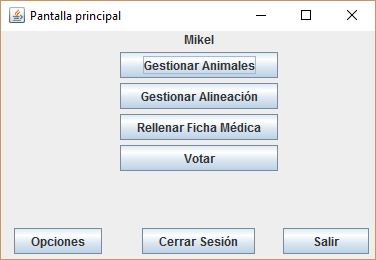 Pantalla principal
Mikel
Gestionar Animales
Gestionar Alineación
Rellenar Ficha Médica
Votar
Opciones Cerrar Sesión Salir